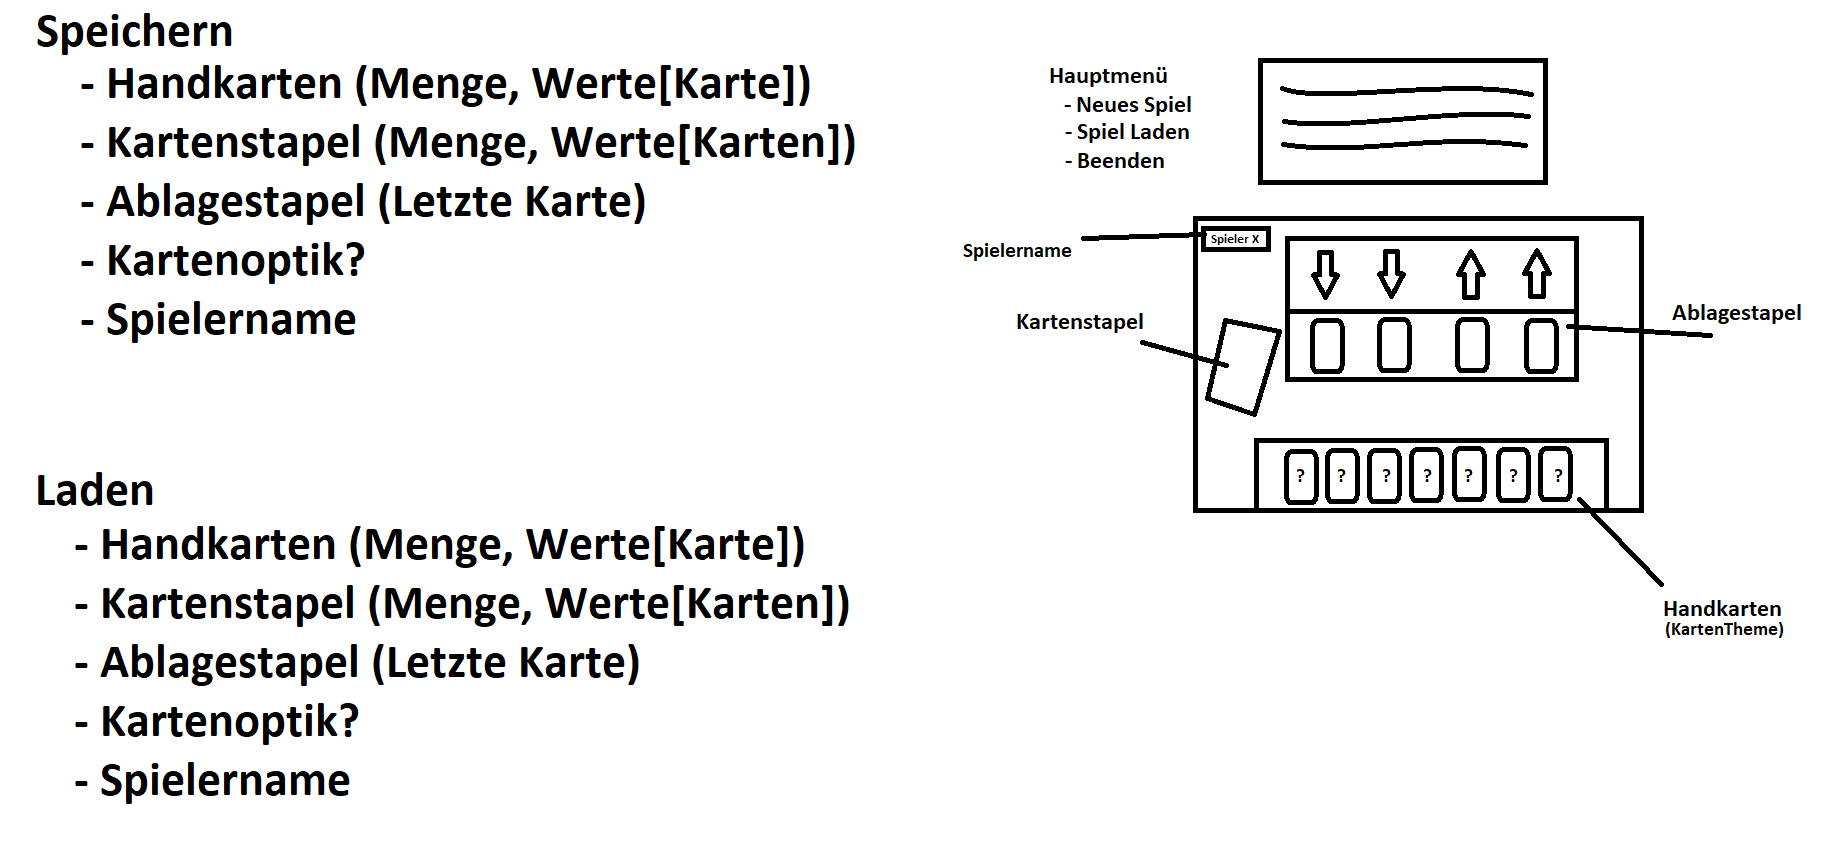 Speichern
- Handkarten (Menge, Werte[Karte])
- Kartenstapel (Menge, Werte[Karten])
- Ablagestapel (Letzte Karte)
- Kartenoptik?
- Spielername
Laden
- Handkarten (Menge, Werte[Karte])
- Kartenstapel (Menge, Werte[Karten])
- Ablagestapel (Letzte Karte)
- Kartenoptik?
- Spielername
Hauptmenü
- Neues Spiel
- Spiel Laden
- Beenden
Spielername
Spieler X
Kartenstapel
Ablagestapel
? ? ? ? ? ? ?
Handkarten
(KartenTheme)